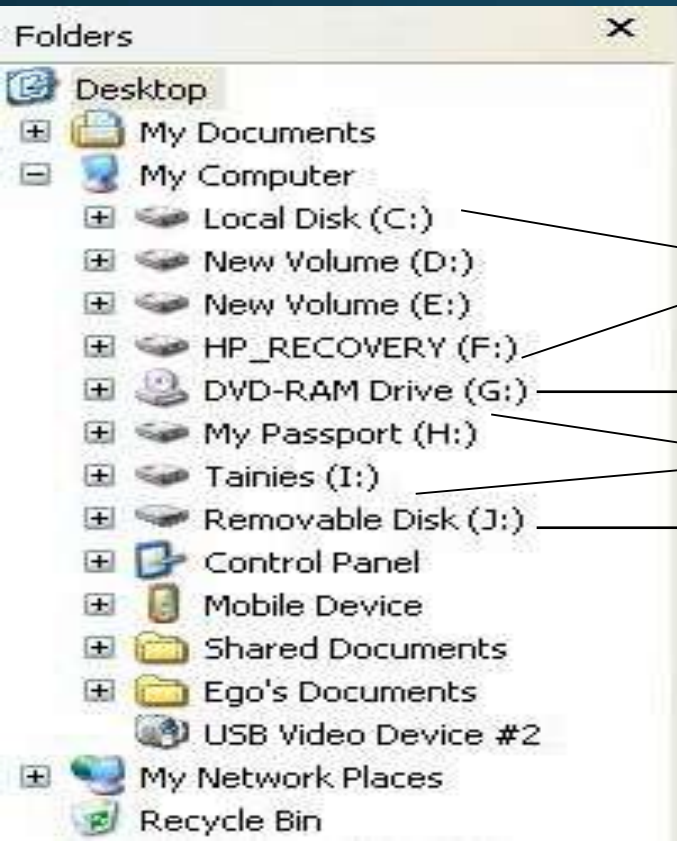 Folders
Desktop
My Documents
My Computer
Local Disk (C:)
New Volume (D:)
New Volume (E:)
HP_RECOVERY (F:)
DVD-RAM Drive (G:)
My Passport (H:)
Tainies (I:)
Removable Disk (J:)
Control Panel
Mobile Device
Shared Documents
Ego's Documents
USB Video Device #2
My Network Places
Recycle Bin